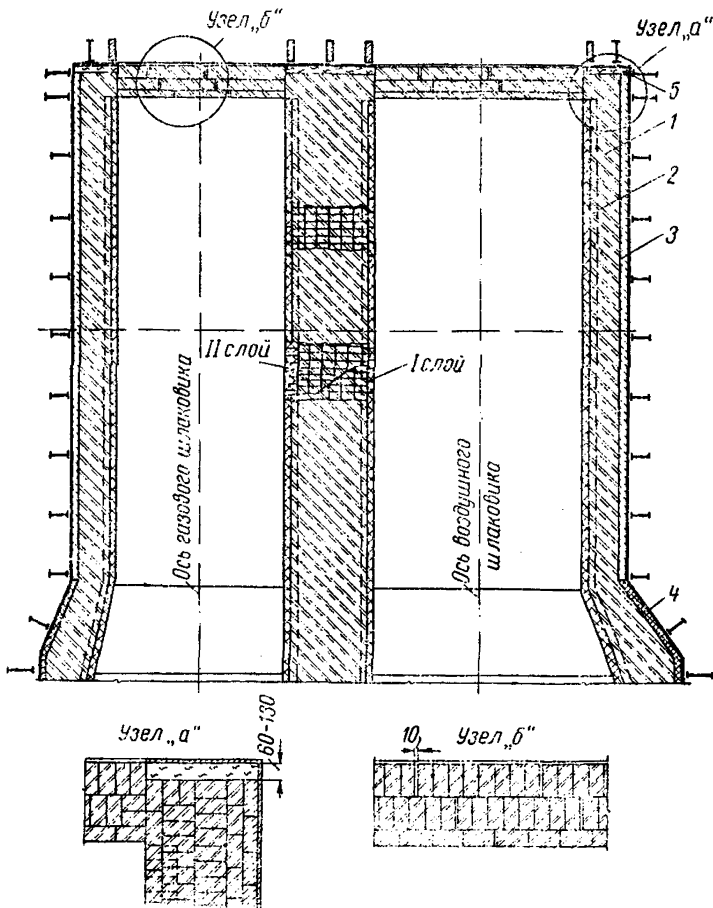 Узел „б“
Узел „а“
5
1
2
3
II слой
I слой
Ось газового шлаковика
Ось воздушного
шлаковика
4
Узел „а“
60-130
10
Узел „б“